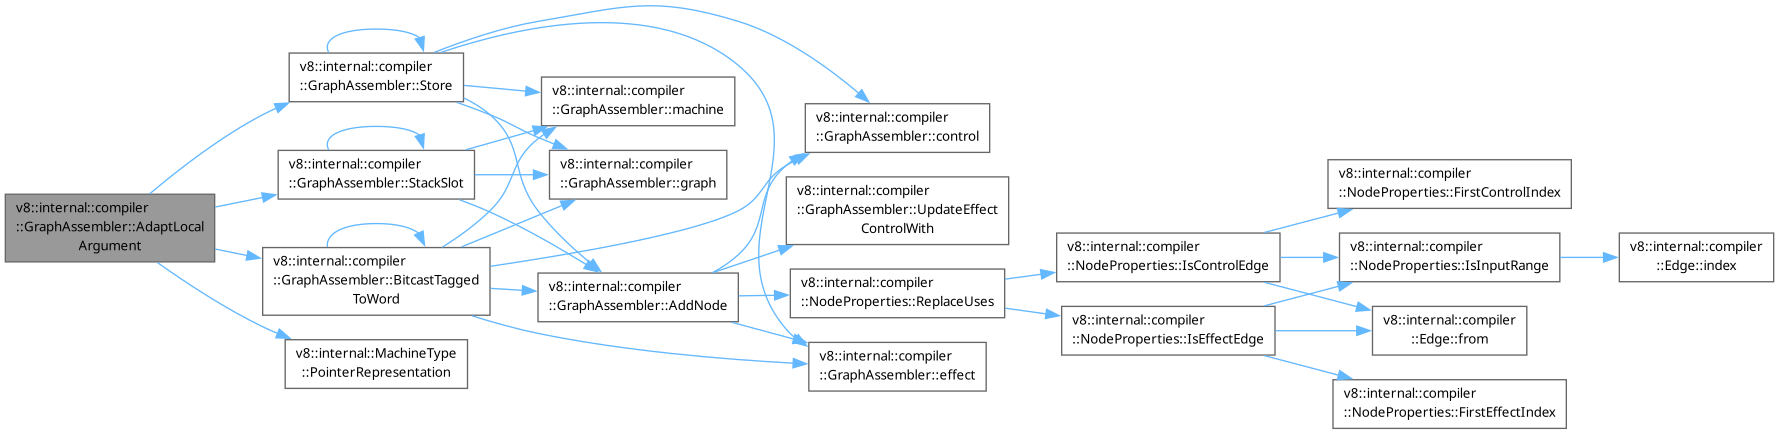 v8::internal::compiler
::GraphAssembler::AdaptLocal
Argument
v8::internal::compiler
::GraphAssembler::Store
v8::internal::compiler
::GraphAssembler::StackSlot
v8::internal::compiler
::GraphAssembler::BitcastTagged
ToWord
v8::internal::MachineType
::PointerRepresentation
v8::internal::compiler
::GraphAssembler::machine
v8::internal::compiler
::GraphAssembler::graph
v8::internal::compiler
::GraphAssembler::AddNode
v8::internal::compiler
::GraphAssembler::control
v8::internal::compiler
::GraphAssembler::UpdateEffect
ControlWith
v8::internal::compiler
::NodeProperties::ReplaceUses
v8::internal::compiler
::GraphAssembler::effect
v8::internal::compiler
::NodeProperties::IsControlEdge
v8::internal::compiler
::NodeProperties::IsEffectEdge
v8::internal::compiler
::NodeProperties::FirstControlIndex
v8::internal::compiler
::NodeProperties::IsInputRange
v8::internal::compiler
::Edge::from
v8::internal::compiler
::NodeProperties::FirstEffectIndex
v8::internal::compiler
::Edge::index